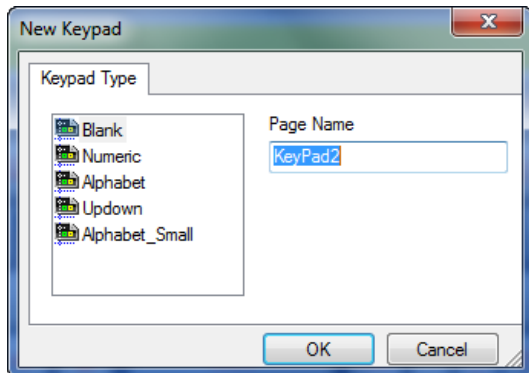 New Keypad
Keypad Type
Blank
Numeric
Alphabet
Updown
Alphabet_Small
Page Name
KeyPad2
OK
Cancel